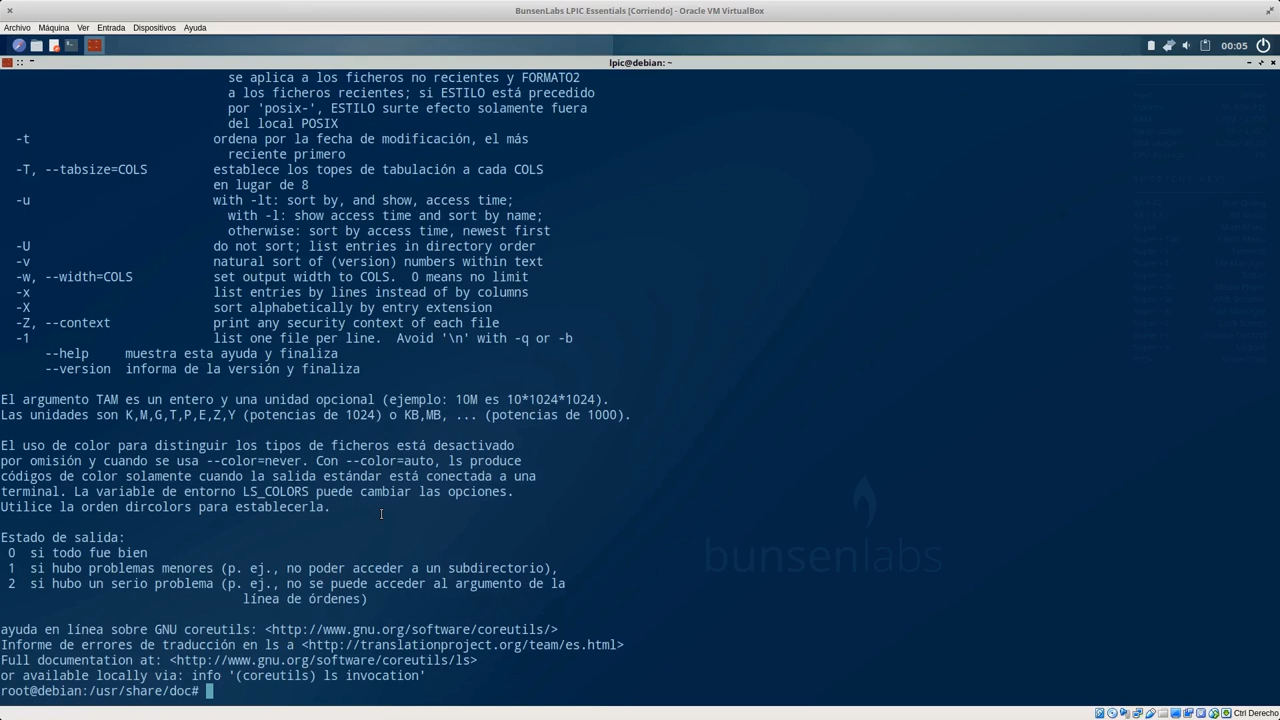 BunsenLabs LPIC Essentials [Corriendo] - Oracle VM VirtualBox
Archivo Máquina Ver Entrada Dispositivos Ayuda
00:05
lpic@debian: ~
se aplica a los ficheros no recientes y FORMATO2
a los ficheros recientes; si ESTILO está precedido
por 'posix-', ESTILO surte efecto solamente fuera
del local POSIX
-t ordena por la fecha de modificación, el más
reciente primero
-T, --tabsize=COLS establece los topes de tabulación a cada COLS
en lugar de 8
-u with -lt: sort by, and show, access time;
with -l: show access time and sort by name;
otherwise: sort by access time, newest first
-U do not sort; list entries in directory order
-v natural sort of (version) numbers within text
-w, --width=COLS set output width to COLS.  0 means no limit
-x list entries by lines instead of by columns
-X sort alphabetically by entry extension
-Z, --context print any security context of each file
-1 list one file per line.  Avoid '\n' with -q or -b
--help muestra esta ayuda y finaliza
--version informa de la versión y finaliza
El argumento TAM es un entero y una unidad opcional (ejemplo: 10M es 10*1024*1024).
Las unidades son K,M,G,T,P,E,Z,Y (potencias de 1024) o KB,MB, ... (potencias de 1000).
El uso de color para distinguir los tipos de ficheros está desactivado
por omisión y cuando se usa --color=never. Con --color=auto, ls produce
códigos de color solamente cuando la salida estándar está conectada a una
terminal. La variable de entorno LS_COLORS puede cambiar las opciones.
Utilice la orden dircolors para establecerla.
Estado de salida:
0 si todo fue bien
1 si hubo problemas menores (p. ej., no poder acceder a un subdirectorio),
2 si hubo un serio problema (p. ej., no se puede acceder al argumento de la
línea de órdenes)
ayuda en línea sobre GNU coreutils: <http://www.gnu.org/software/coreutils/>
Informe de errores de traducción en ls a <http://translationproject.org/team/es.html>
Full documentation at: <http://www.gnu.org/software/coreutils/ls>
or available locally via: info '(coreutils) ls invocation'
root@debian:/usr/share/doc#
bunsenlabs
Ctrl Derecho